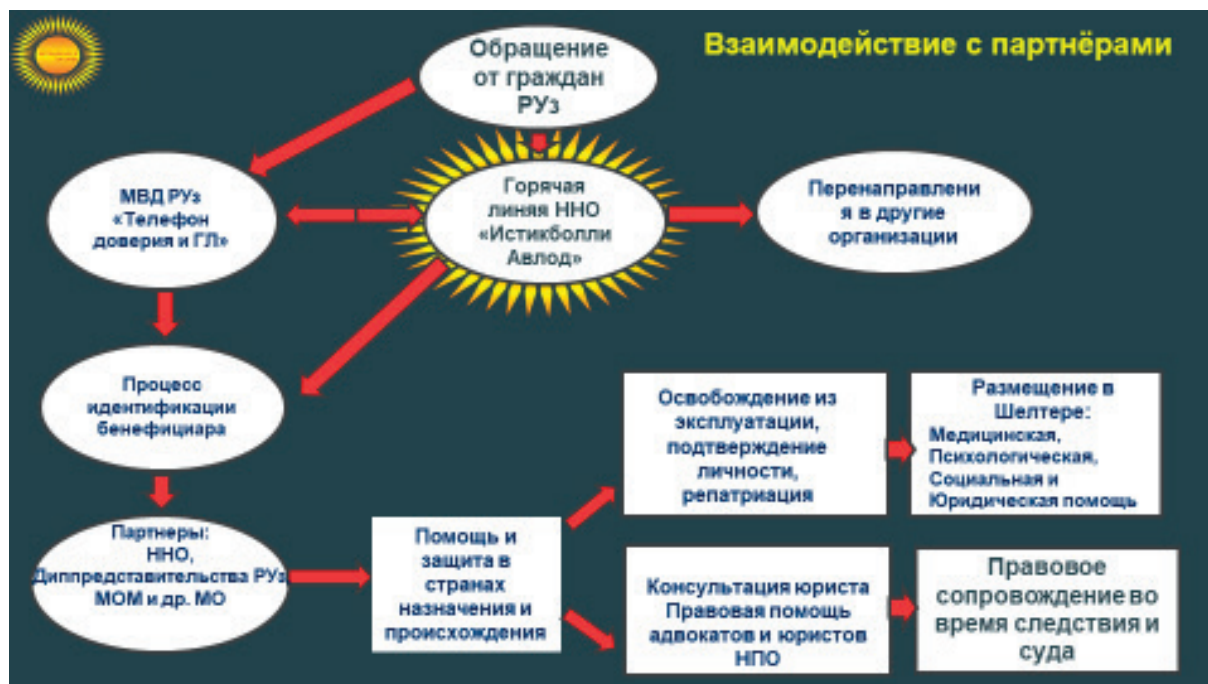 Взаимодействие с партнёрами
Обращение
от граждан
РУз
МВД РУз
«Телефон
доверия и ГЛ»
Горячая
линия ННО
«Истикболли
Авлод»
Перенаправлени
я в другие
организации
Процесс
идентификации
бенефициара
Партнеры:
ННО,
Диппредставительства РУз
МОМ и др. МО
Помощь и
защита в
странах
назначения и
происхождения
Освобождение из
эксплуатации,
подтверждение
личности,
репатриация
Размещение в
Шелтере:
Медицинская,
Психологическая,
Социальная и
Юридическая помощь
Консультация юриста
Правовая помощь
адвокатов и юристов
НПО
Правовое
сопровождение во
время следствия и
суда